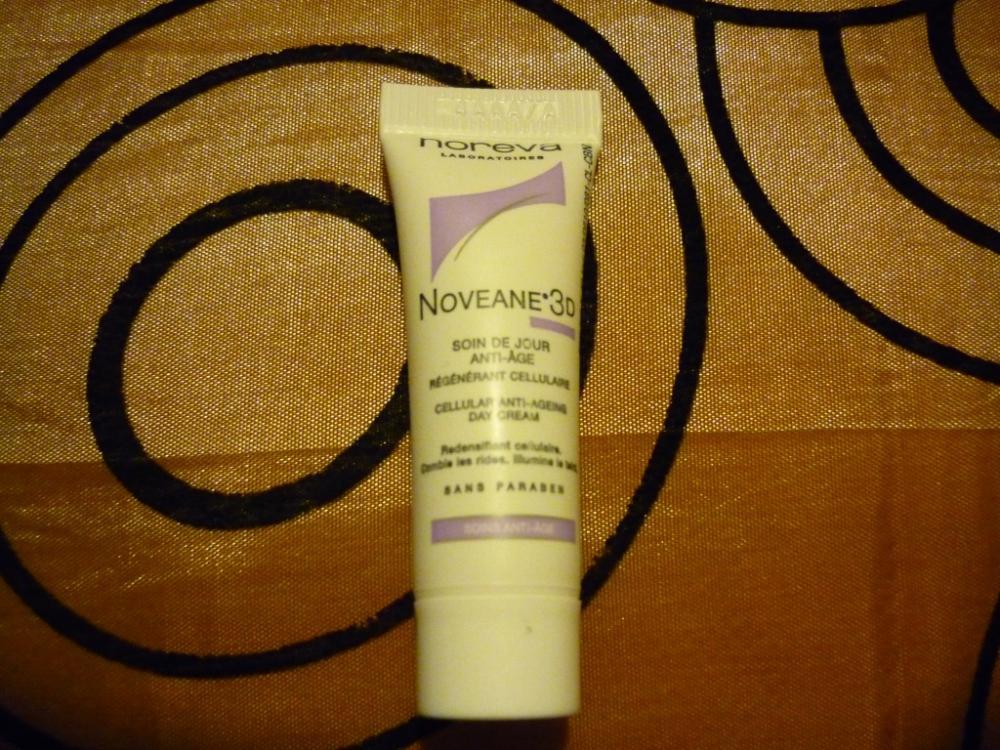 noreva
LABORATOIRES
NOVEANE•3D
SOIN DE JOUR
ANTI-ÂGE
RÉGÉNÉRANT CELLULAIRE
CELLULAR ANTI-AGEING
DAY CREAM
Redensifiant cellulaire.
Comble les rides. Illumine le
SANS PARABEN
SOINS ANTI-ÂGE